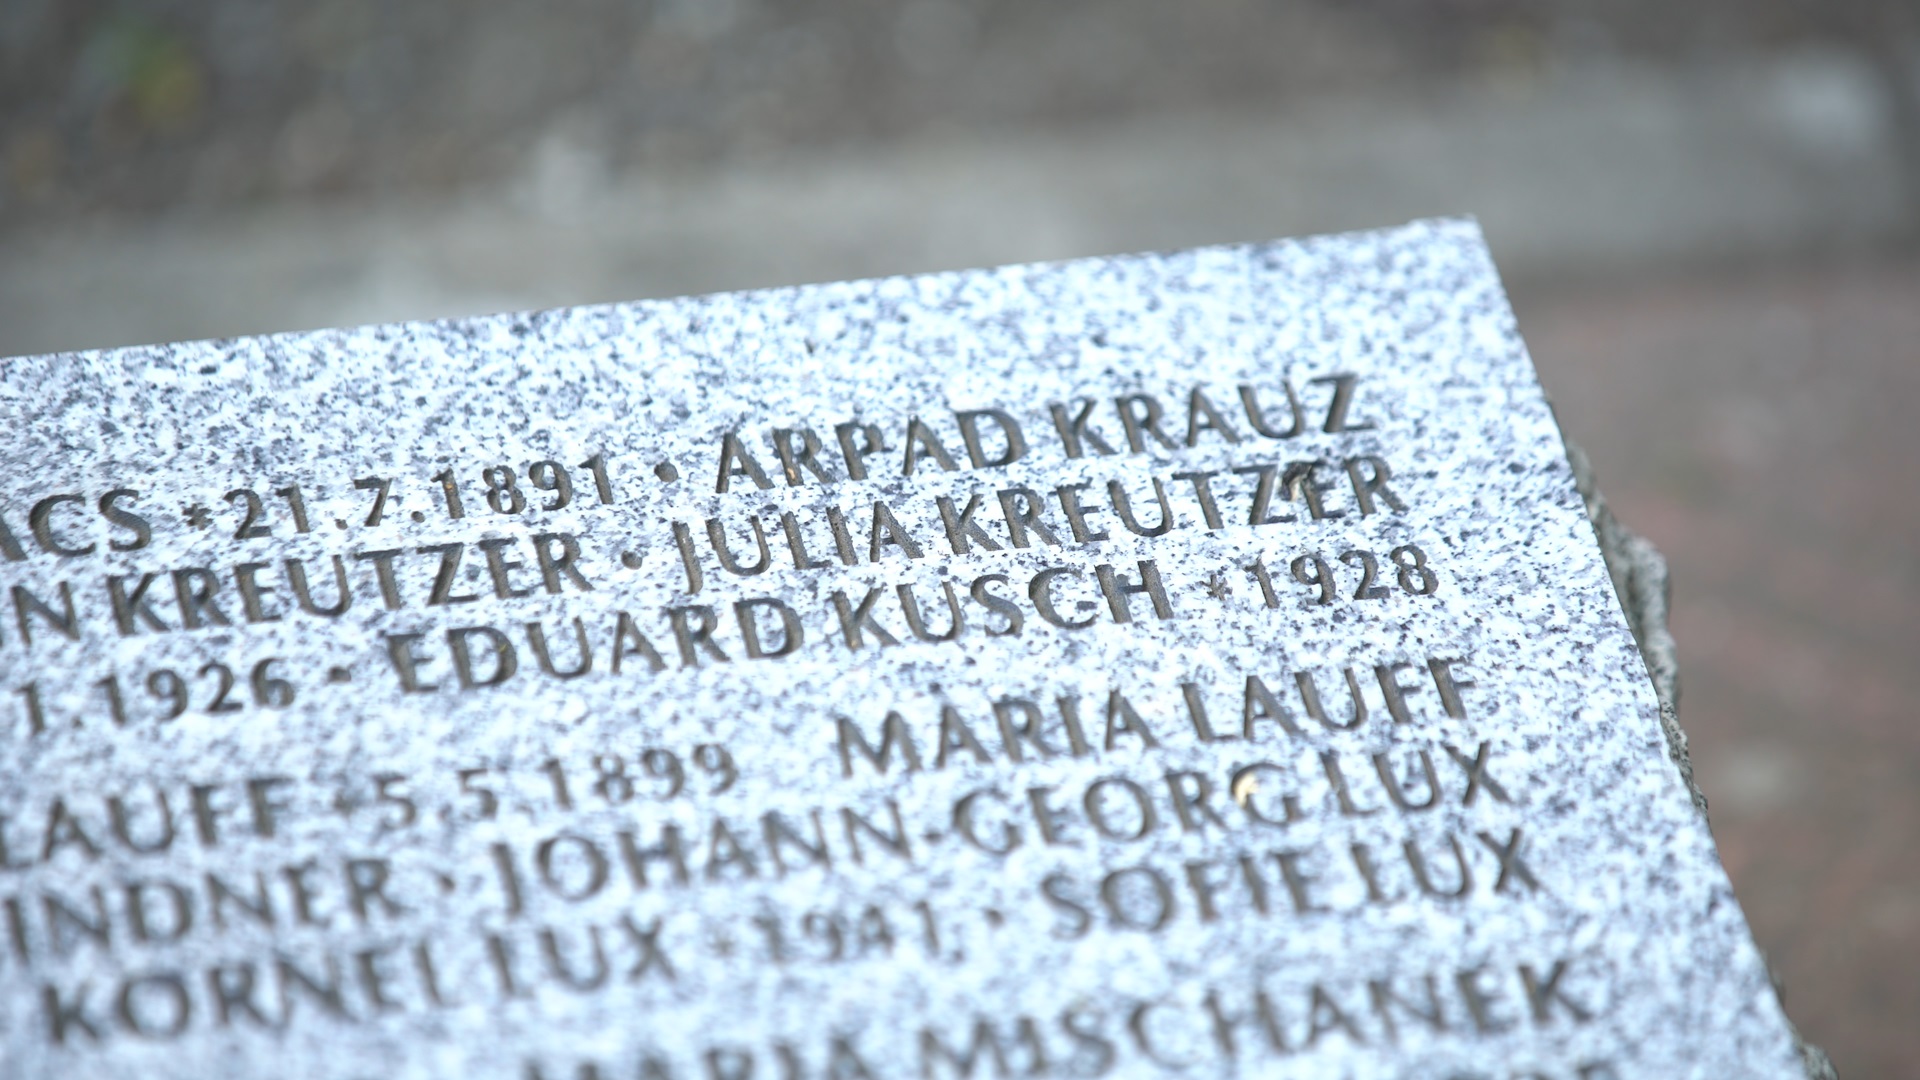 ACS *21.7.1891 · ARPAD KRAUZ
N KREUTZER · JULIA KREUTZER
1.1926 · EDUARD KUSCH *1928
LAUFF *5.5.1899 MARIA LAUFF
INDNER · JOHANN GEORG LUX
KORNEL LUX *1941 · SOFIE LUX
MARIA MISCHANEK